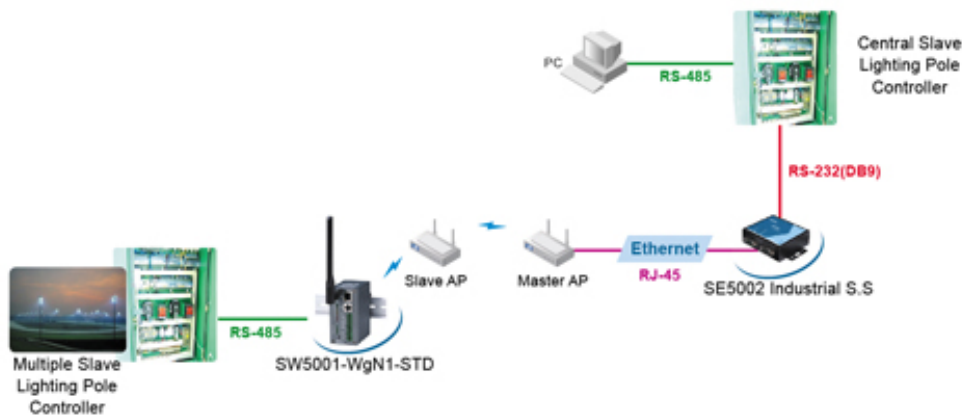 PC
RS-485
Central Slave
Lighting Pole
Controller
RS-232(DB9)
Slave AP
Master AP
Ethernet
RJ-45
SE5002 Industrial S.S
RS-485
SW5001-WgN1-STD
Multiple Slave
Lighting Pole
Controller